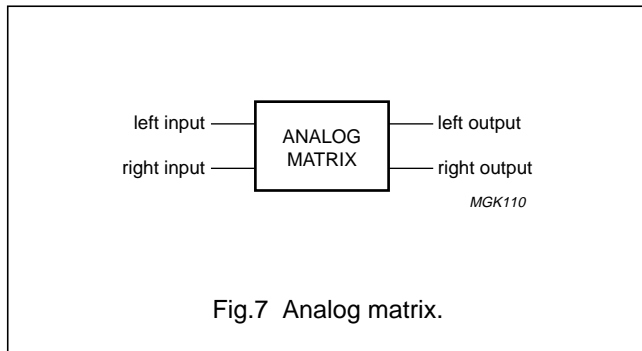 left input
right input
ANALOG
MATRIX
left output
right output
MGK110
Fig.7 Analog matrix.